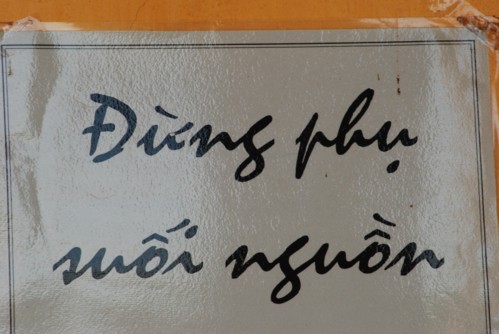 Đừng phụ
suối nguồn